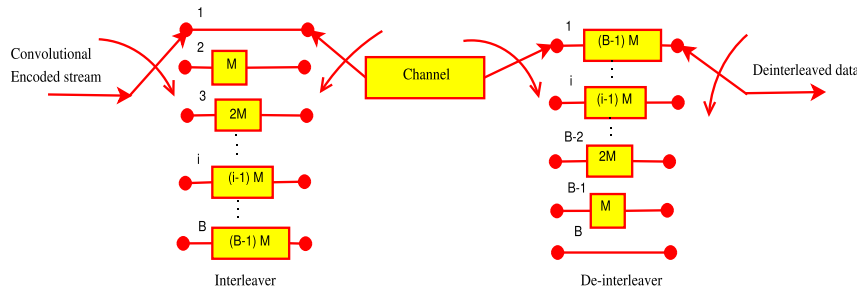 Convolutional
Encoded stream
1
2
M
3
2M
i
(i-1) M
B
(B-1) M
Interleaver
Channel
1
(B-1) M
i
(i-1) M
B-2
2M
B-1
M
B
De-interleaver
Deinterleaved data